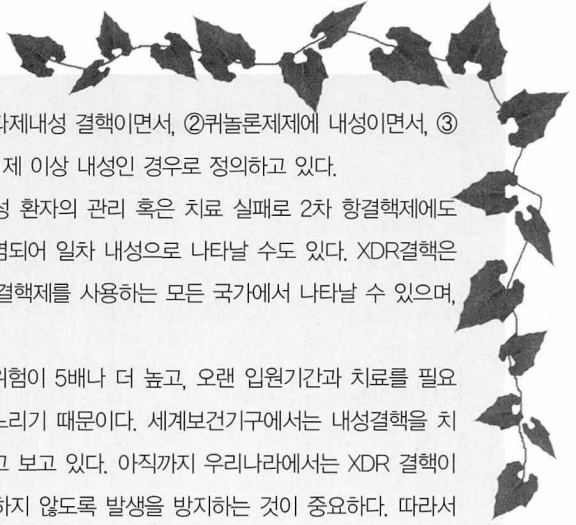 다제내성 결핵이면서, ②퀴놀론제제에 내성이면서, ③
제 이상 내성인 경우로 정의하고 있다.
성 환자의 관리 혹은 치료 실패로 2차 항결핵제에도
염되어 일차 내성으로 나타날 수도 있다. XDR결핵은
결핵제를 사용하는 모든 국가에서 나타날 수 있으며,
위험이 5배나 더 높고, 오랜 입원기간과 치료를 필요
느리기 때문이다. 세계보건기구에서는 내성결핵을 치
고 보고 있다. 아직까지 우리나라에서는 XDR 결핵이
하지 않도록 발생을 방지하는 것이 중요하다. 따라서